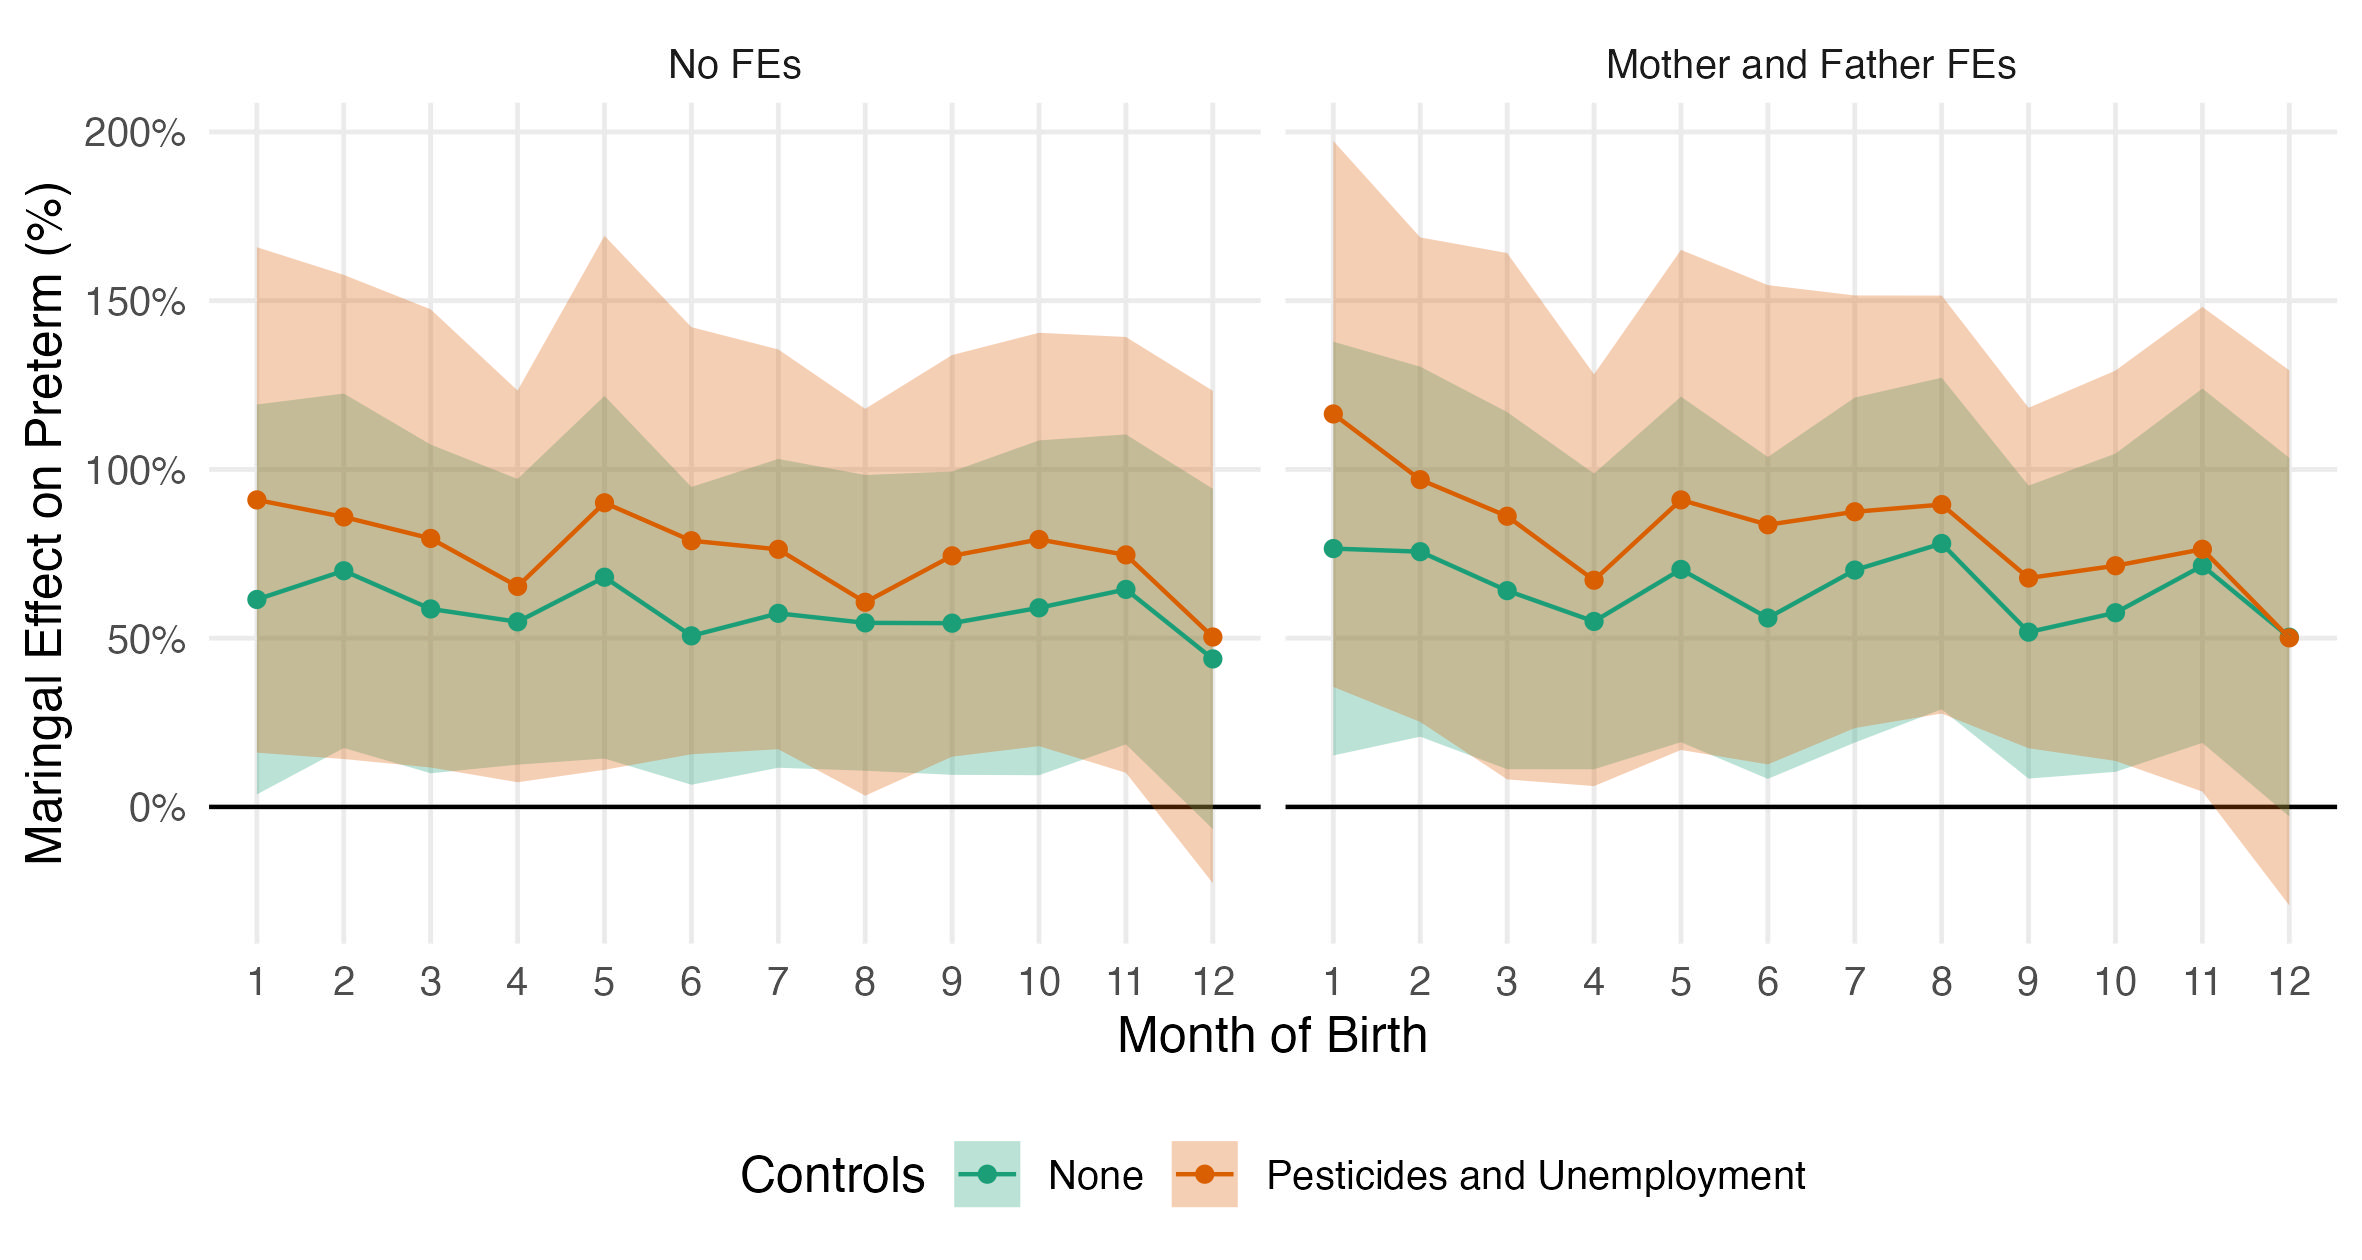 No FEs
Mother and Father FEs
Maringal Effect on Preterm (%)
200%
150%
100%
50%
0%
1 2 3 4 5 6 7 8 9 10 11 12
1 2 3 4 5 6 7 8 9 10 11 12
Month of Birth
Controls None Pesticides and Unemployment